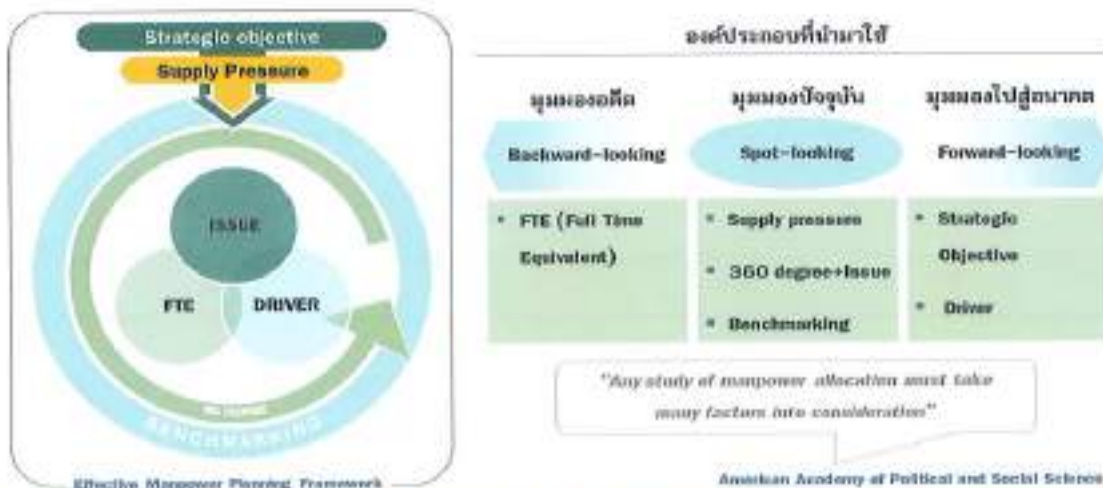 Strategic objective
Supply Pressure
ISSUE
FTE
DRIVER
BENCHMARKING
Effective Manpower Planning Framework
องค์ประกอบที่นำมาใช้
มุมมองอดีต
มุมมองปัจจุบัน
มุมมองไปสู่อนาคต
Backward-looking
Spot-looking
Forward-looking
• FTE (Full Time
Equivalent)
• Supply pressure
• 360 degree+Issue
• Benchmarking
• Strategic
Objective
• Driver
"Any study of manpower allocation must take
many factors into consideration"
American Academy of Political and Social Science